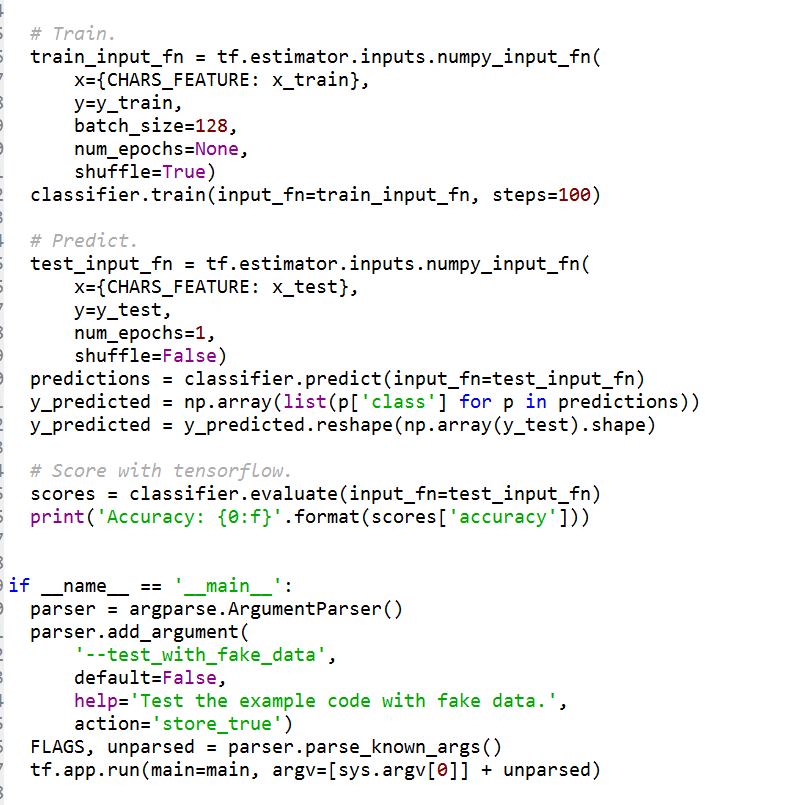 # Train.
train_input_fn = tf.estimator.inputs.numpy_input_fn(
x={CHARS_FEATURE: x_train},
y=y_train,
batch_size=128,
num_epochs=None,
shuffle=True)
classifier.train(input_fn=train_input_fn, steps=100)
# Predict.
test_input_fn = tf.estimator.inputs.numpy_input_fn(
x={CHARS_FEATURE: x_test},
y=y_test,
num_epochs=1,
shuffle=False)
predictions = classifier.predict(input_fn=test_input_fn)
y_predicted = np.array(list(p['class'] for p in predictions))
y_predicted = y_predicted.reshape(np.array(y_test).shape)
# Score with tensorflow.
scores = classifier.evaluate(input_fn=test_input_fn)
print('Accuracy: {0:f}'.format(scores['accuracy']))
if __name__ == '__main__':
parser = argparse.ArgumentParser()
parser.add_argument(
'--test_with_fake_data',
default=False,
help='Test the example code with fake data.',
action='store_true')
FLAGS, unparsed = parser.parse_known_args()
tf.app.run(main=main, argv=[sys.argv[0]] + unparsed)